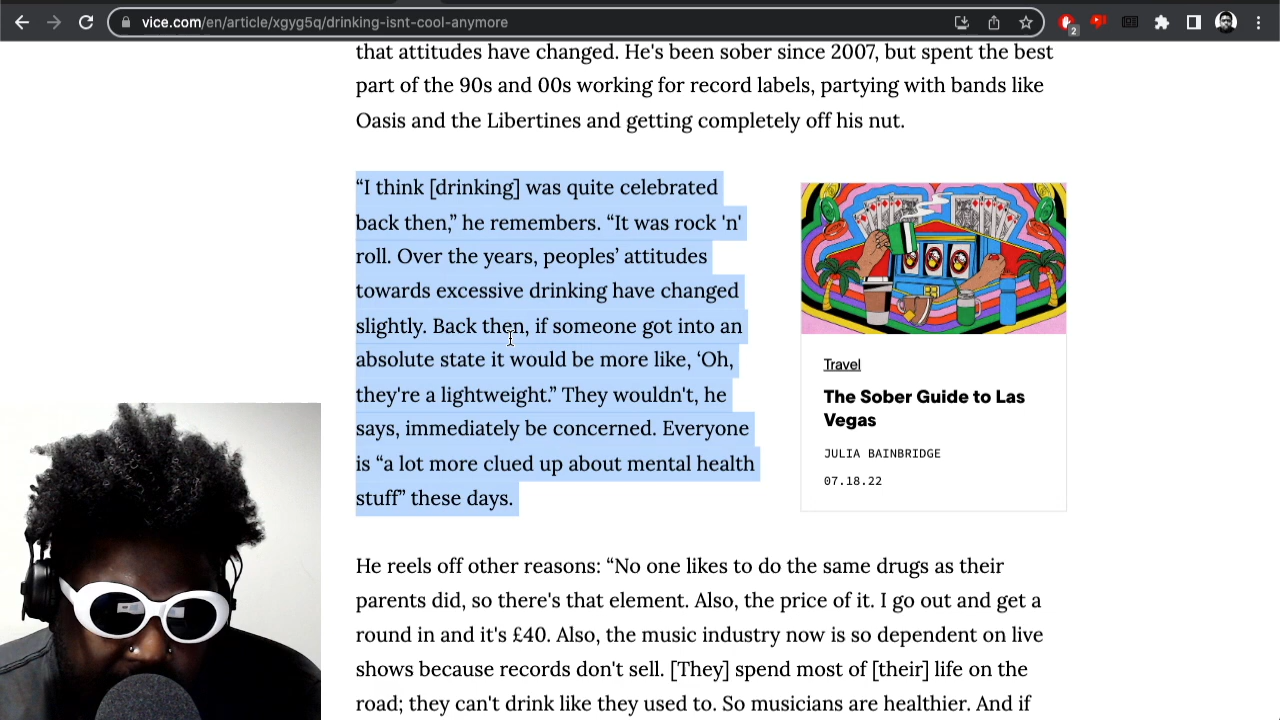 vice.com/en/article/xgyg5q/drinking-isnt-cool-anymore
2
that attitudes have changed. He's been sober since 2007, but spent the best
part of the 90s and 00s working for record labels, partying with bands like
Oasis and the Libertines and getting completely off his nut.
“I think [drinking] was quite celebrated
back then,” he remembers. “It was rock 'n'
roll. Over the years, peoples’ attitudes
towards excessive drinking have changed
slightly. Back then, if someone got into an
absolute state it would be more like, ‘Oh,
they're a lightweight.” They wouldn't, he
says, immediately be concerned. Everyone
is “a lot more clued up about mental health
stuff” these days.
Travel
The Sober Guide to Las
Vegas
JULIA BAINBRIDGE
07.18.22
He reels off other reasons: “No one likes to do the same drugs as their
parents did, so there's that element. Also, the price of it. I go out and get a
round in and it's £40. Also, the music industry now is so dependent on live
shows because records don't sell. [They] spend most of [their] life on the
road; they can't drink like they used to. So musicians are healthier. And if